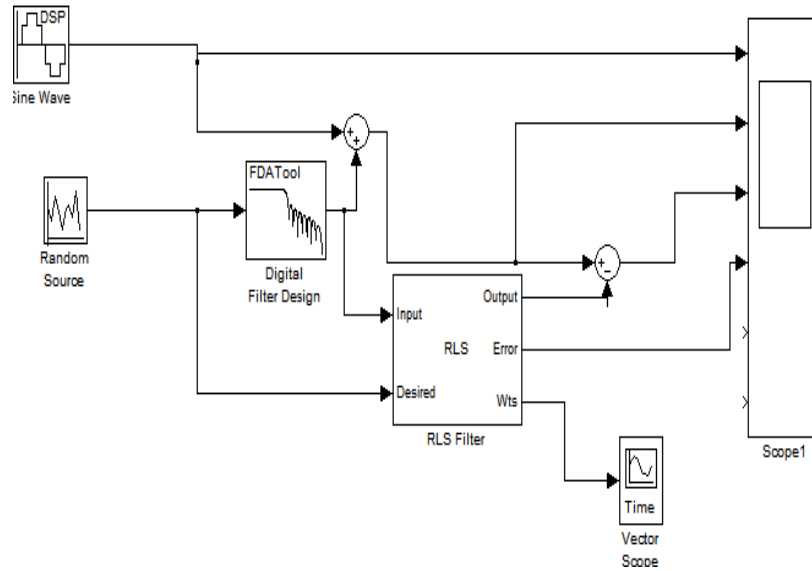 DSP
Sine Wave
FDATool
Random
Source
Digital
Filter Design
Input
Output
RLS
Error
Desired
Wts
RLS Filter
Scope1
Time
Vector
Scope